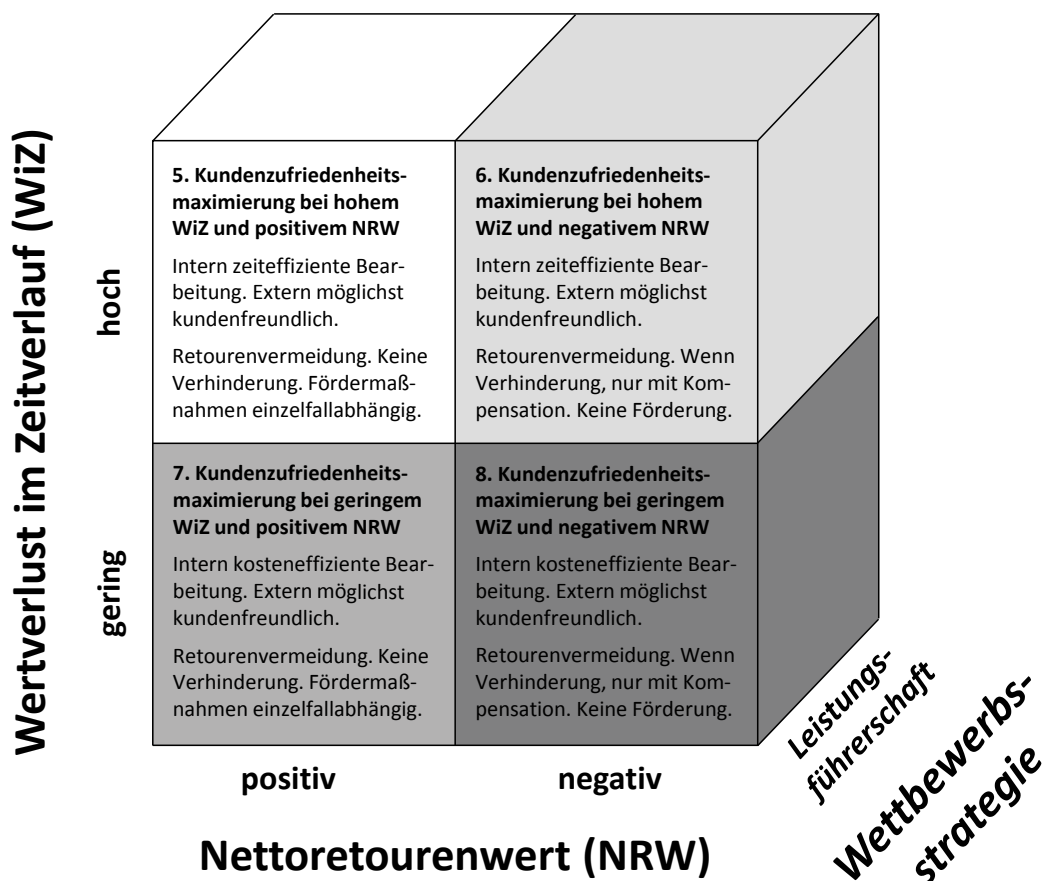 Wertverlust im Zeitverlauf (WiZ)
hoch
gering
5. Kundenzufriedenheits-
maximierung bei hohem
WiZ und positivem NRW
Intern zeiteffiziente Bear-
beitung. Extern möglichst
kundenfreundlich.
Retourenvermeidung. Keine
Verhinderung. Fördermaß-
nahmen einzelfallabhängig.
6. Kundenzufriedenheits-
maximierung bei hohem
WiZ und negativem NRW
Intern zeiteffiziente Bear-
beitung. Extern möglichst
kundenfreundlich.
Retourenvermeidung. Wenn
Verhinderung, nur mit Kom-
pensation. Keine Förderung.
7. Kundenzufriedenheits-
maximierung bei geringem
WiZ und positivem NRW
Intern kosteneffiziente Bear-
beitung. Extern möglichst
kundenfreundlich.
Retourenvermeidung. Keine
Verhinderung. Fördermaß-
nahmen einzelfallabhängig.
8. Kundenzufriedenheits-
maximierung bei geringem
WiZ und negativem NRW
Intern kosteneffiziente Bear-
beitung. Extern möglichst
kundenfreundlich.
Retourenvermeidung. Wenn
Verhinderung, nur mit Kom-
pensation. Keine Förderung.
positiv
negativ
Nettoretourenwert (NRW)
Leistungs-
führerschaft
Wettbewerbs-
strategie